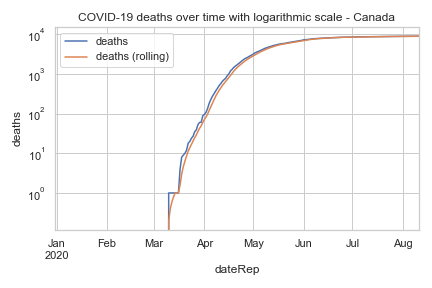 COVID-19 deaths over time with logarithmic scale - Canada
deaths
deaths (rolling)
deaths
10⁴
10³
10²
10¹
10⁰
Jan Feb Mar Apr May Jun Jul Aug
2020
dateRep